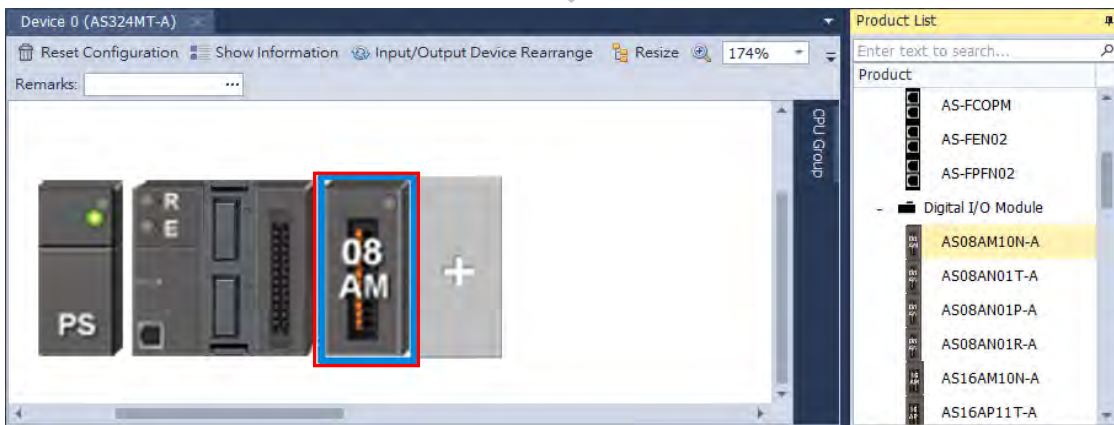 Device 0 (AS324MT-A)
Reset Configuration Show Information Input/Output Device Rearrange Resize 174%
Remarks: ...
CPU Group
R
E
PS
08
AM
+
Product List
Enter text to search...
Product
AS-FCOPM
AS-FEN02
AS-FPFN02
- Digital I/O Module
AS08AM10N-A
AS08AN01T-A
AS08AN01P-A
AS08AN01R-A
AS16AM10N-A
AS16AP11T-A